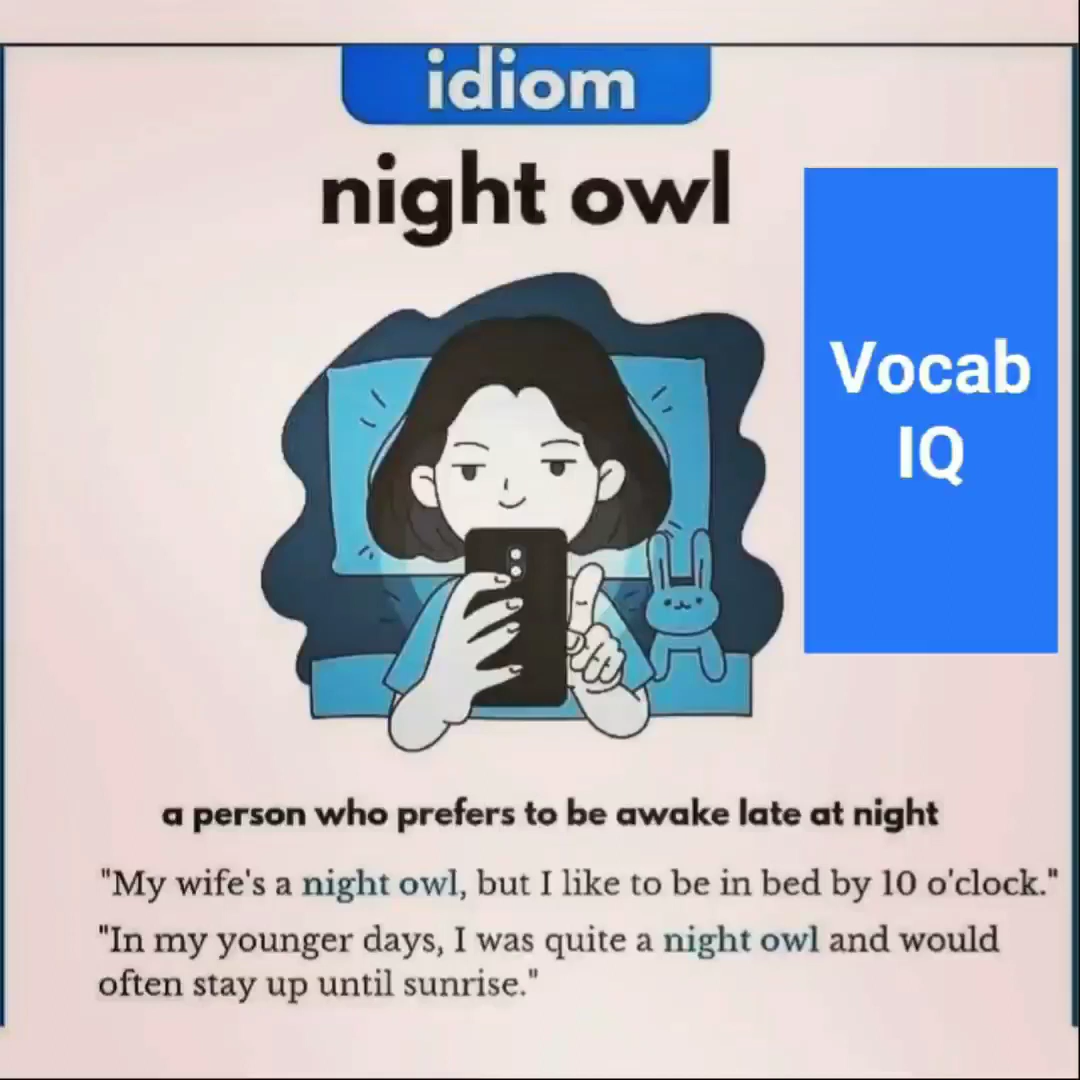 idiom
night owl
Vocab
IQ
a person who prefers to be awake late at night
"My wife's a night owl, but I like to be in bed by 10 o'clock."
"In my younger days, I was quite a night owl and would
often stay up until sunrise."